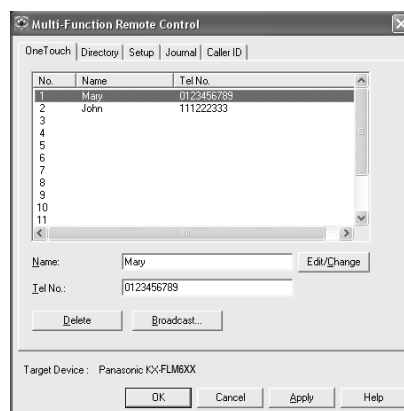 Multi-Function Remote Control
OneTouch Directory Setup Journal Caller ID
No. Name Tel No.
1 Mary 0123456789
2 John 111222333
3
4
5
6
7
8
9
10
11
Name: Mary Edit/Change
Tel No.: 0123456789
Delete Broadcast...
Target Device : Panasonic KX-FLM6XX
OK Cancel Apply Help